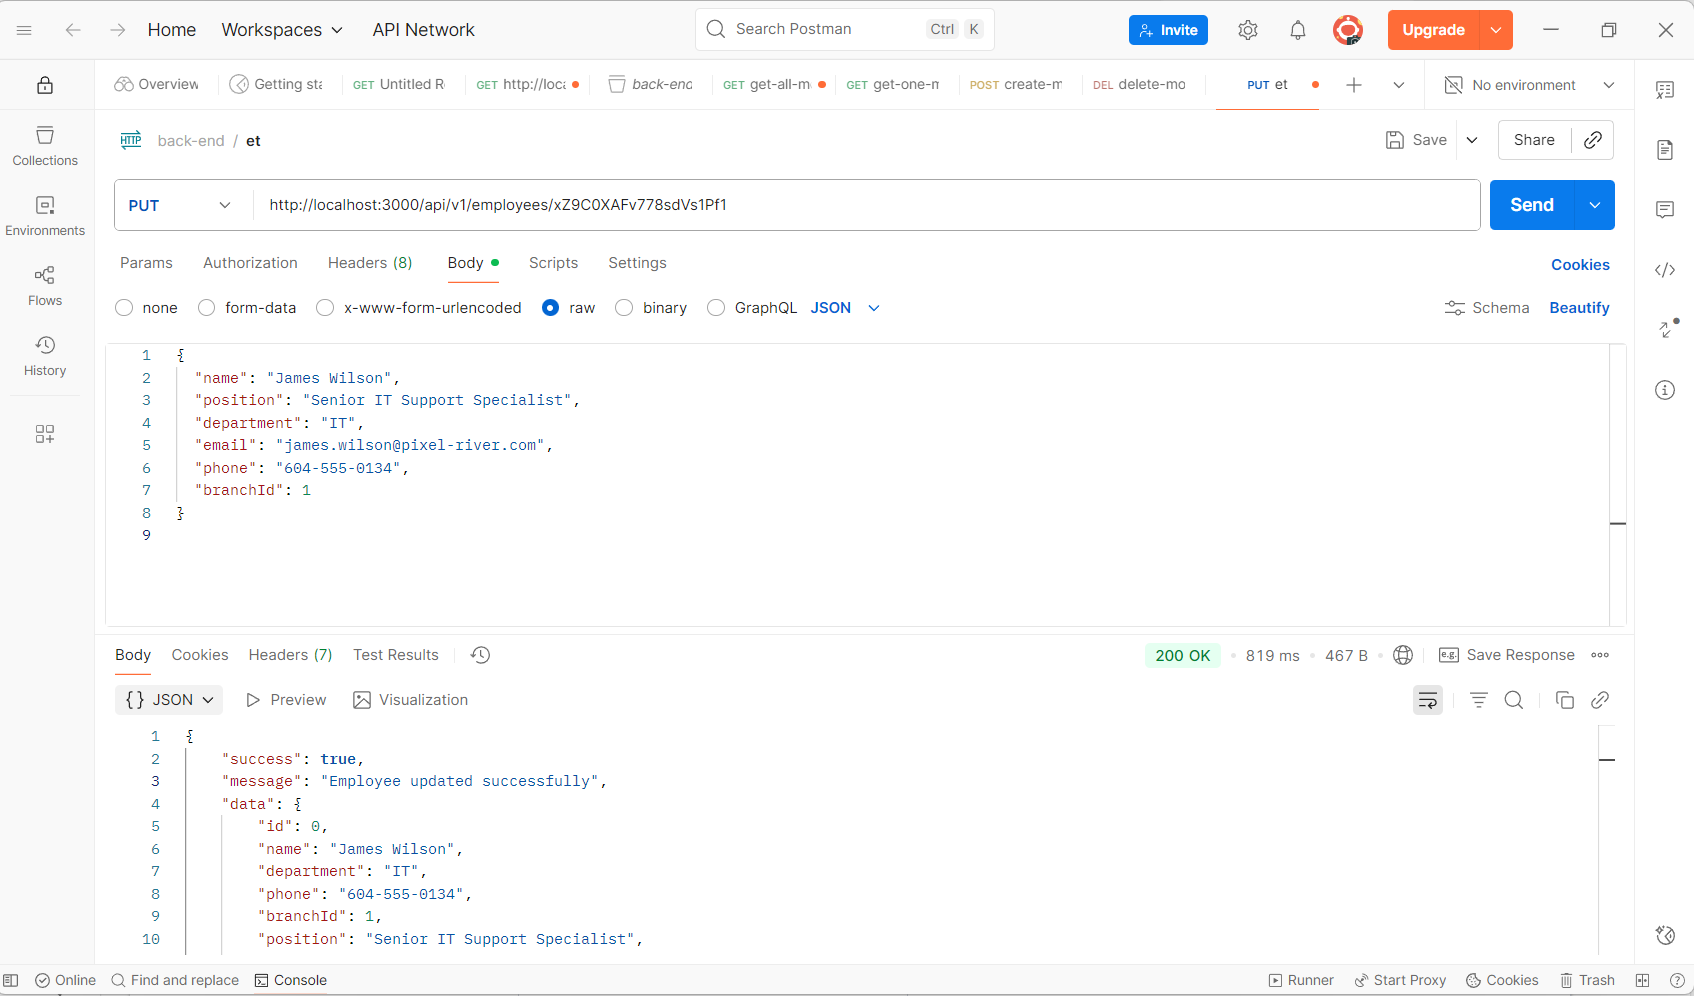 Home Workspaces API Network Search Postman Ctrl K Invite Upgrade
Overview Getting sta GET Untitled Re GET http://loca back-end GET get-all-m GET get-one-m POST create-m DEL delete-mo PUT et No environment
HTTP back-end / et Save Share
PUT http://localhost:3000/api/v1/employees/xZ9C0XAFv778sdVs1Pf1 Send
Params Authorization Headers (8) Body Scripts Settings Cookies
none form-data x-www-form-urlencoded raw binary GraphQL JSON Schema Beautify
Collections
Environments
Flows
History
1 {
2 "name": "James Wilson",
3 "position": "Senior IT Support Specialist",
4 "department": "IT",
5 "email": "james.wilson@pixel-river.com",
6 "phone": "604-555-0134",
7 "branchId": 1
8 }
9
Body Cookies Headers (7) Test Results 200 OK 819 ms 467 B e.g. Save Response
{} JSON Preview Visualization
1 {
2 "success": true,
3 "message": "Employee updated successfully",
4 "data": {
5 "id": 0,
6 "name": "James Wilson",
7 "department": "IT",
8 "phone": "604-555-0134",
9 "branchId": 1,
10 "position": "Senior IT Support Specialist",
Online Find and replace Console Runner Start Proxy Cookies Trash